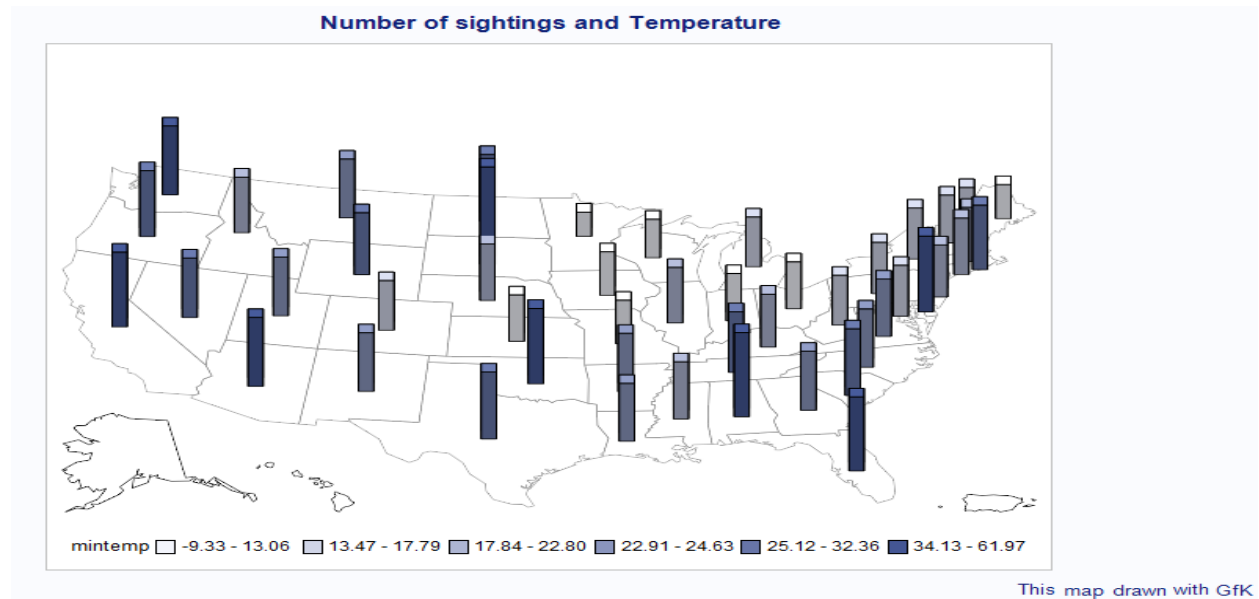 Number of sightings and Temperature
mintemp -9.33 - 13.06 13.47 - 17.79 17.84 - 22.80 22.91 - 24.63 25.12 - 32.36 34.13 - 61.97
This map drawn with GfK